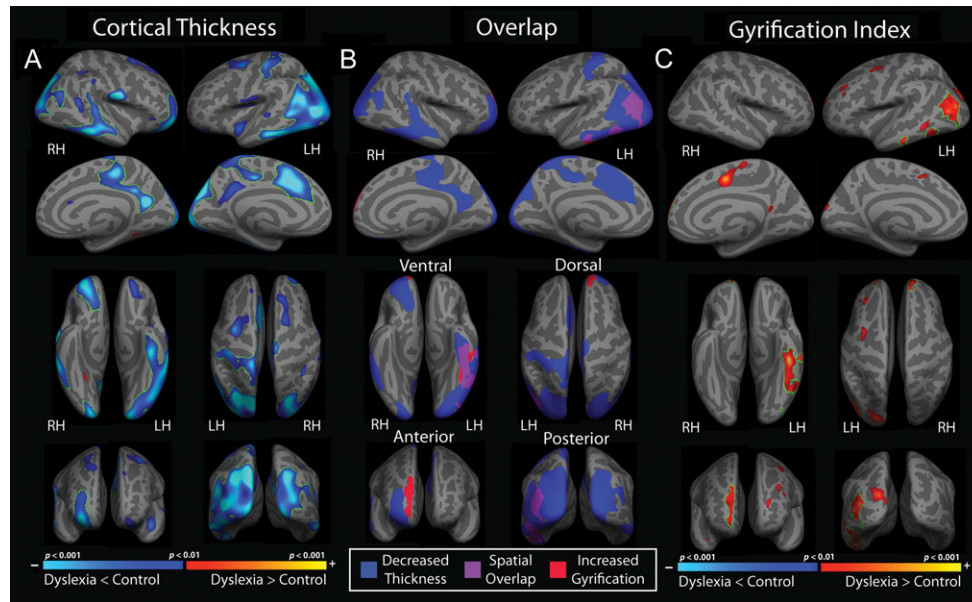 Cortical Thickness
Overlap
Gyrification Index
A
B
C
RH
LH
RH
LH
RH
LH
Ventral
Dorsal
RH
LH
LH
RH
RH
LH
LH
RH
RH
LH
LH
RH
Anterior
Posterior
p < 0.001
p < 0.01
p < 0.001
–
+
Dyslexia < Control
Dyslexia > Control
Decreased
Thickness
Spatial
Overlap
Increased
Gyrification
p < 0.001
p < 0.01
p < 0.001
–
+
Dyslexia < Control
Dyslexia > Control